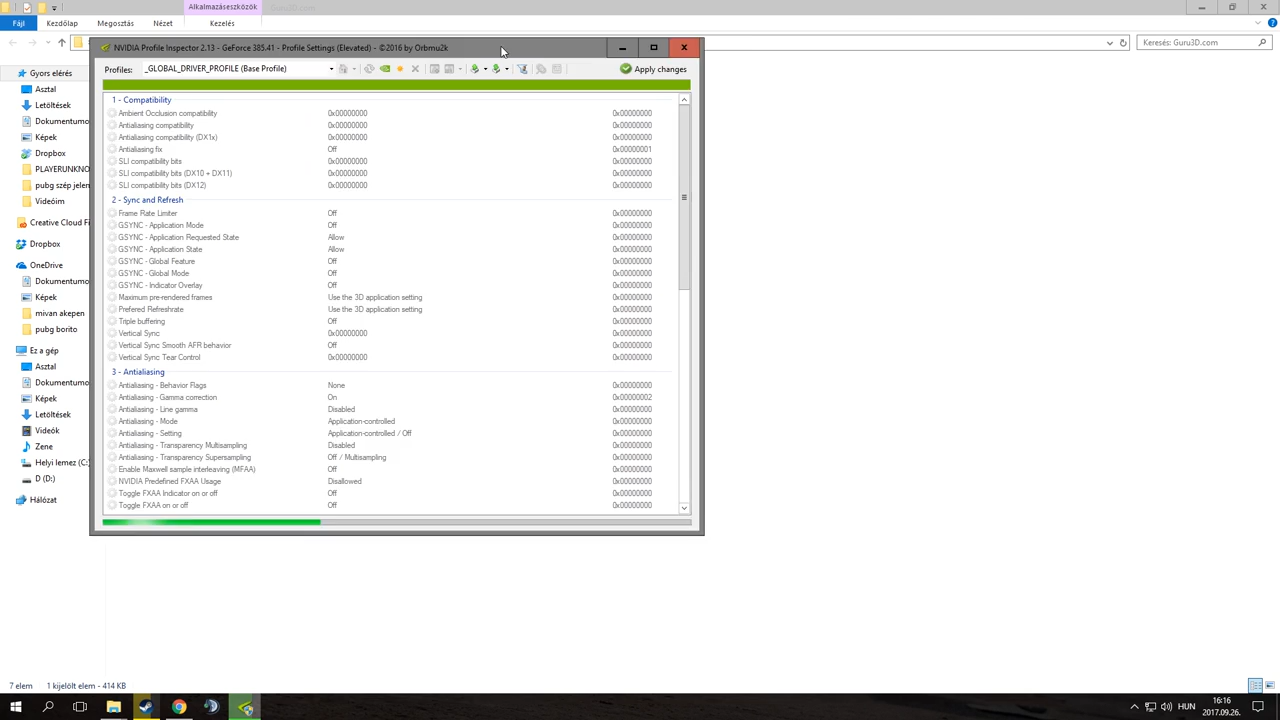 Alkalmazáseszközök
Guru3D.com
Fájl Kezdőlap Megosztás Nézet Kezelés
Keresés: Guru3D.com
NVIDIA Profile Inspector 2.13 - GeForce 385.41 - Profile Settings (Elevated) - ©2016 by Orbmu2k
Profiles: _GLOBAL_DRIVER_PROFILE (Base Profile) Apply changes
Gyors elérés
Asztal
Letöltések
Dokumentumo
Képek
Dropbox
PLAYERUNKNO
pubg szép jelen
Videóim
Creative Cloud Fi
Dropbox
OneDrive
Dokumentumo
Képek
mivan akepen
pubg borito
Ez a gép
Asztal
Dokumentumo
Képek
Letöltések
Videók
Zene
Helyi lemez (C:)
D (D:)
Hálózat
1 - Compatibility
Ambient Occlusion compatibility 0x00000000 0x00000000
Antialiasing compatibility 0x00000000 0x00000000
Antialiasing compatibility (DX1x) 0x00000000 0x00000000
Antialiasing fix Off 0x00000001
SLI compatibility bits 0x00000000 0x00000000
SLI compatibility bits (DX10 + DX11) 0x00000000 0x00000000
SLI compatibility bits (DX12) 0x00000000 0x00000000
2 - Sync and Refresh
Frame Rate Limiter Off 0x00000000
GSYNC - Application Mode Off 0x00000000
GSYNC - Application Requested State Allow 0x00000000
GSYNC - Application State Allow 0x00000000
GSYNC - Global Feature Off 0x00000000
GSYNC - Global Mode Off 0x00000000
GSYNC - Indicator Overlay Off 0x00000000
Maximum pre-rendered frames Use the 3D application setting 0x00000000
Prefered Refreshrate Use the 3D application setting 0x00000000
Triple buffering Off 0x00000000
Vertical Sync 0x00000000 0x00000000
Vertical Sync Smooth AFR behavior Off 0x00000000
Vertical Sync Tear Control 0x00000000 0x00000000
3 - Antialiasing
Antialiasing - Behavior Flags None 0x00000000
Antialiasing - Gamma correction On 0x00000002
Antialiasing - Line gamma Disabled 0x00000000
Antialiasing - Mode Application-controlled 0x00000000
Antialiasing - Setting Application-controlled / Off 0x00000000
Antialiasing - Transparency Multisampling Disabled 0x00000000
Antialiasing - Transparency Supersampling Off / Multisampling 0x00000000
Enable Maxwell sample interleaving (MFAA) Off 0x00000000
NVIDIA Predefined FXAA Usage Disallowed 0x00000000
Toggle FXAA Indicator on or off Off 0x00000000
Toggle FXAA on or off Off 0x00000000
7 elem 1 kijelölt elem - 414 KB
HUN
16:16
2017.09.26.